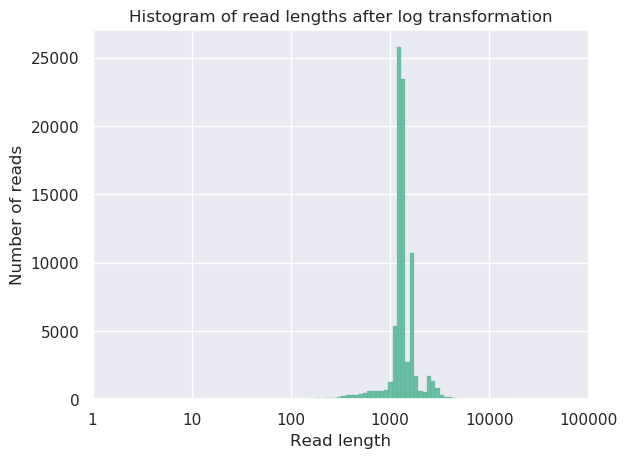 Histogram of read lengths after log transformation
25000
20000
15000
10000
5000
0
Number of reads
1 10 100 1000 10000 100000
Read length